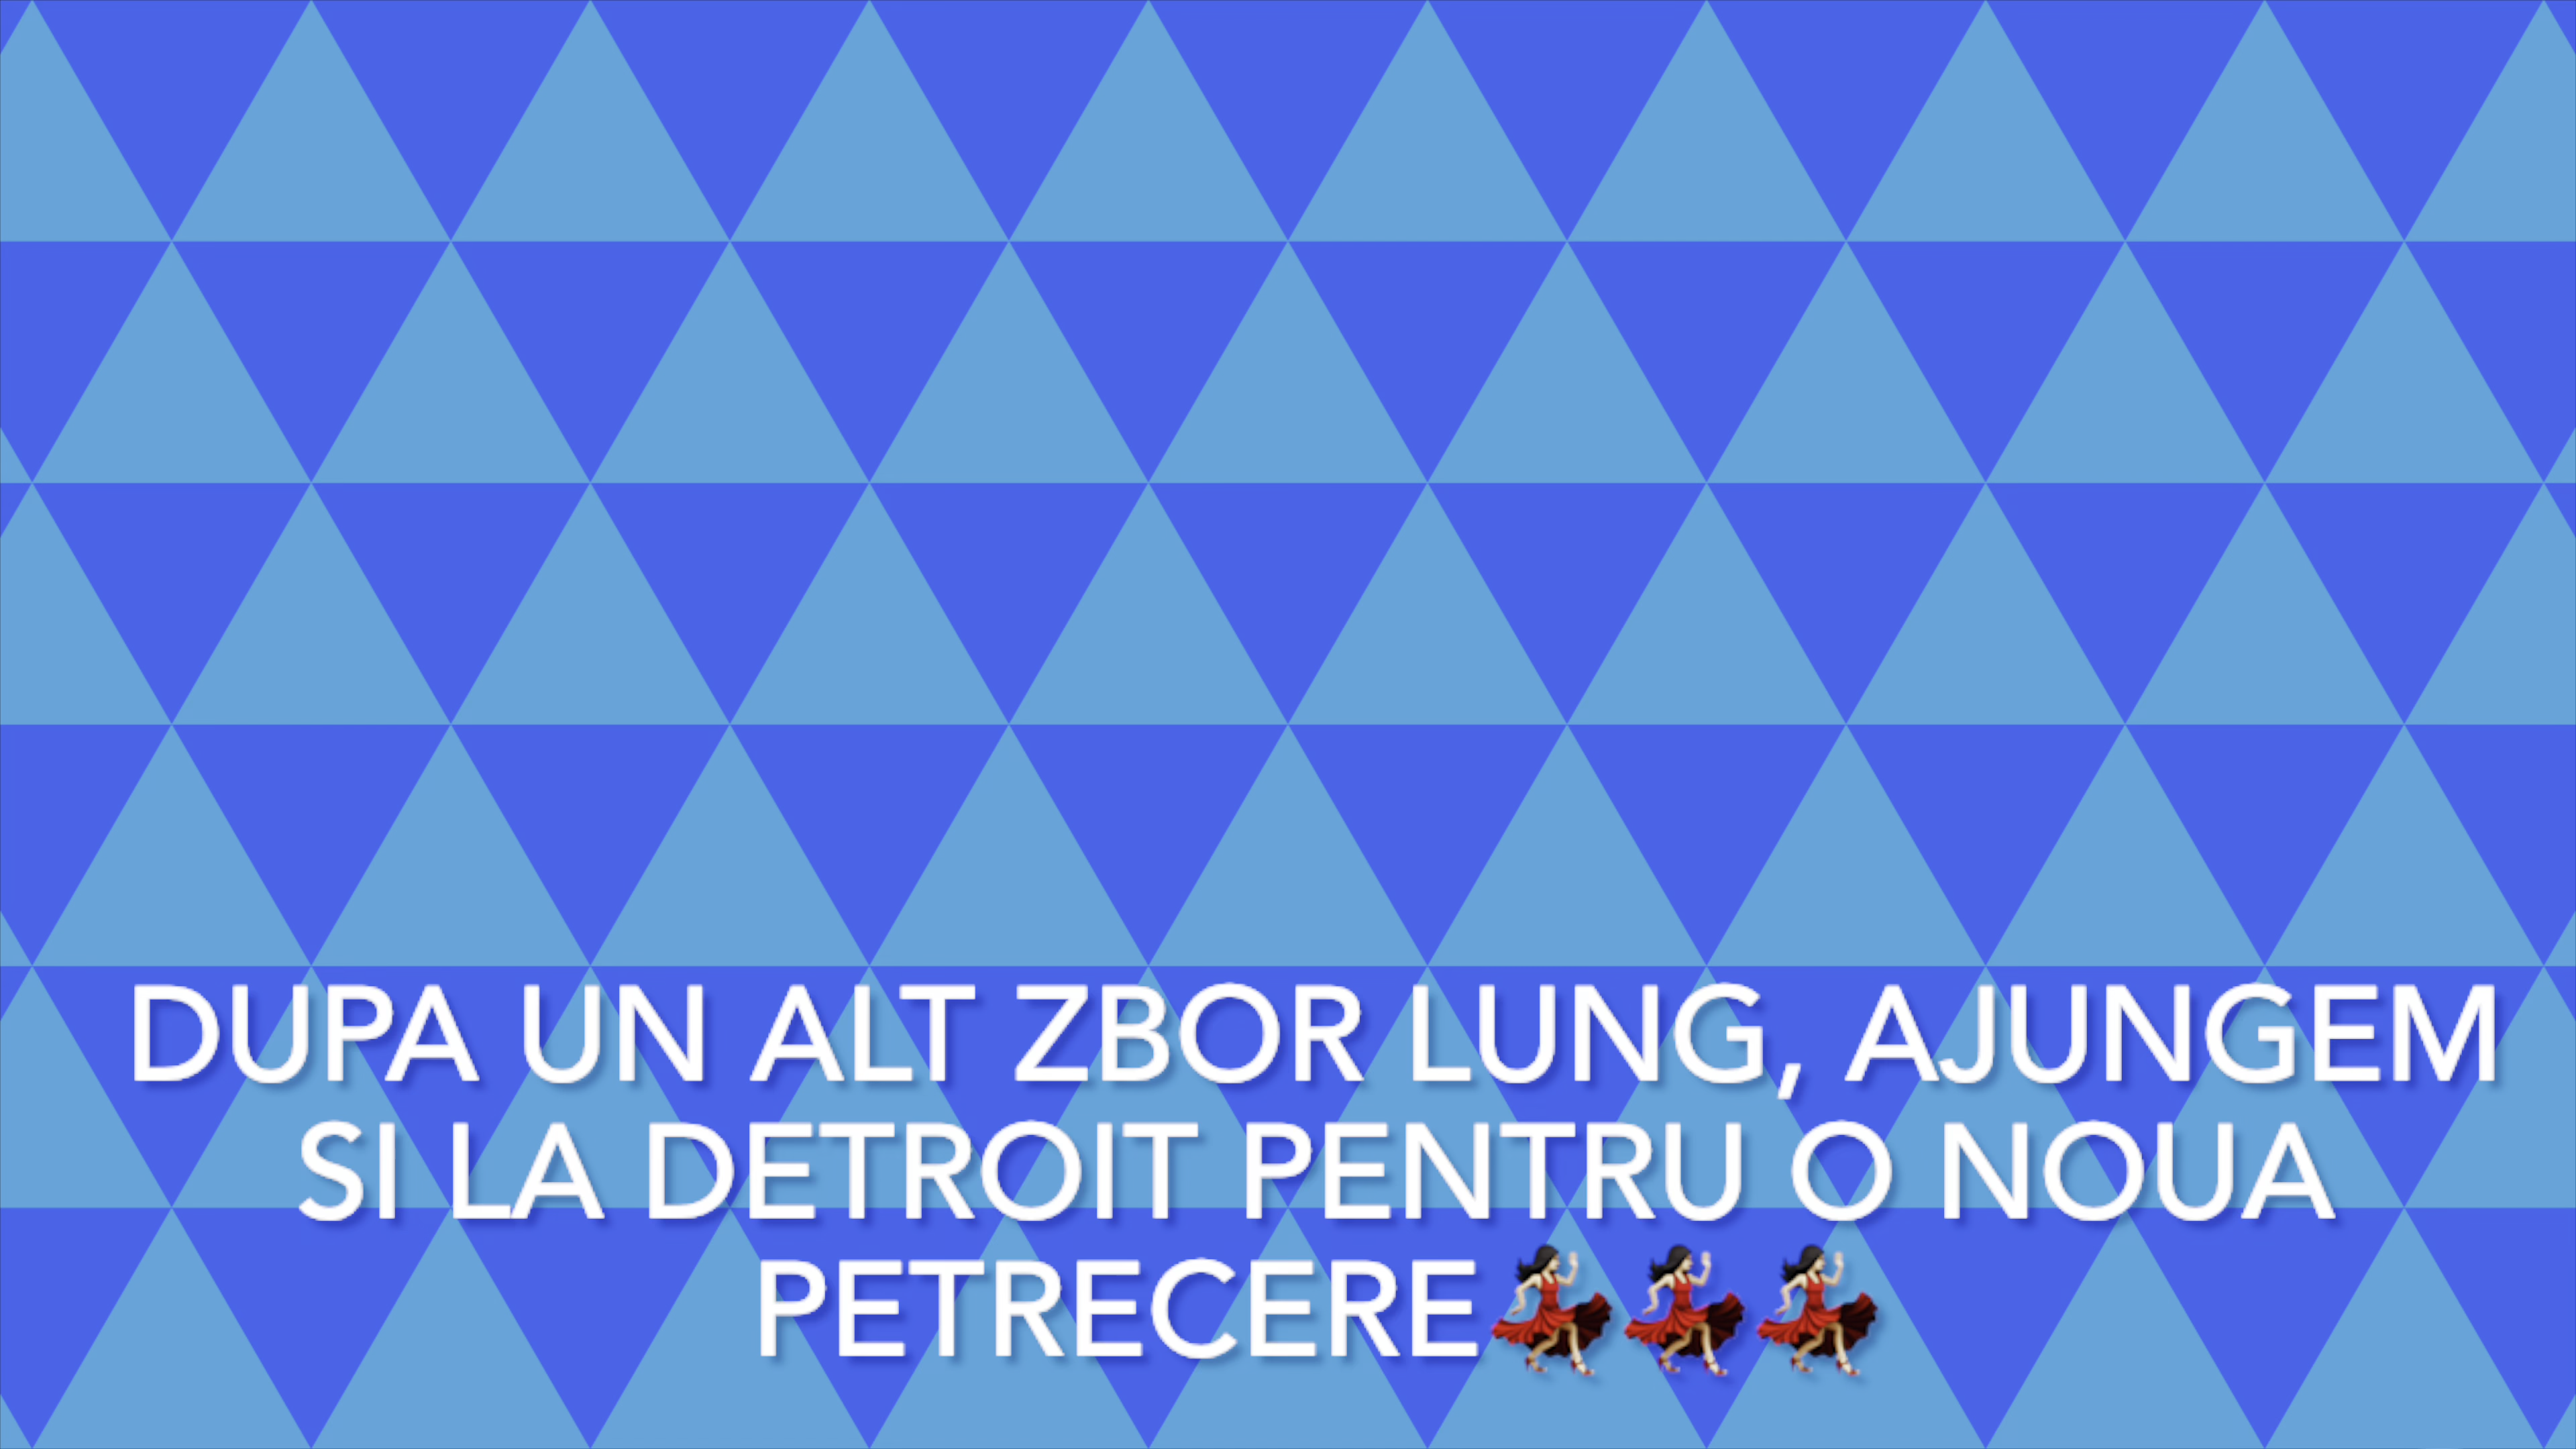 DUPA UN ALT ZBOR LUNG, AJUNGEM
SI LA DETROIT PENTRU O NOUA
PETRECERE💃💃💃